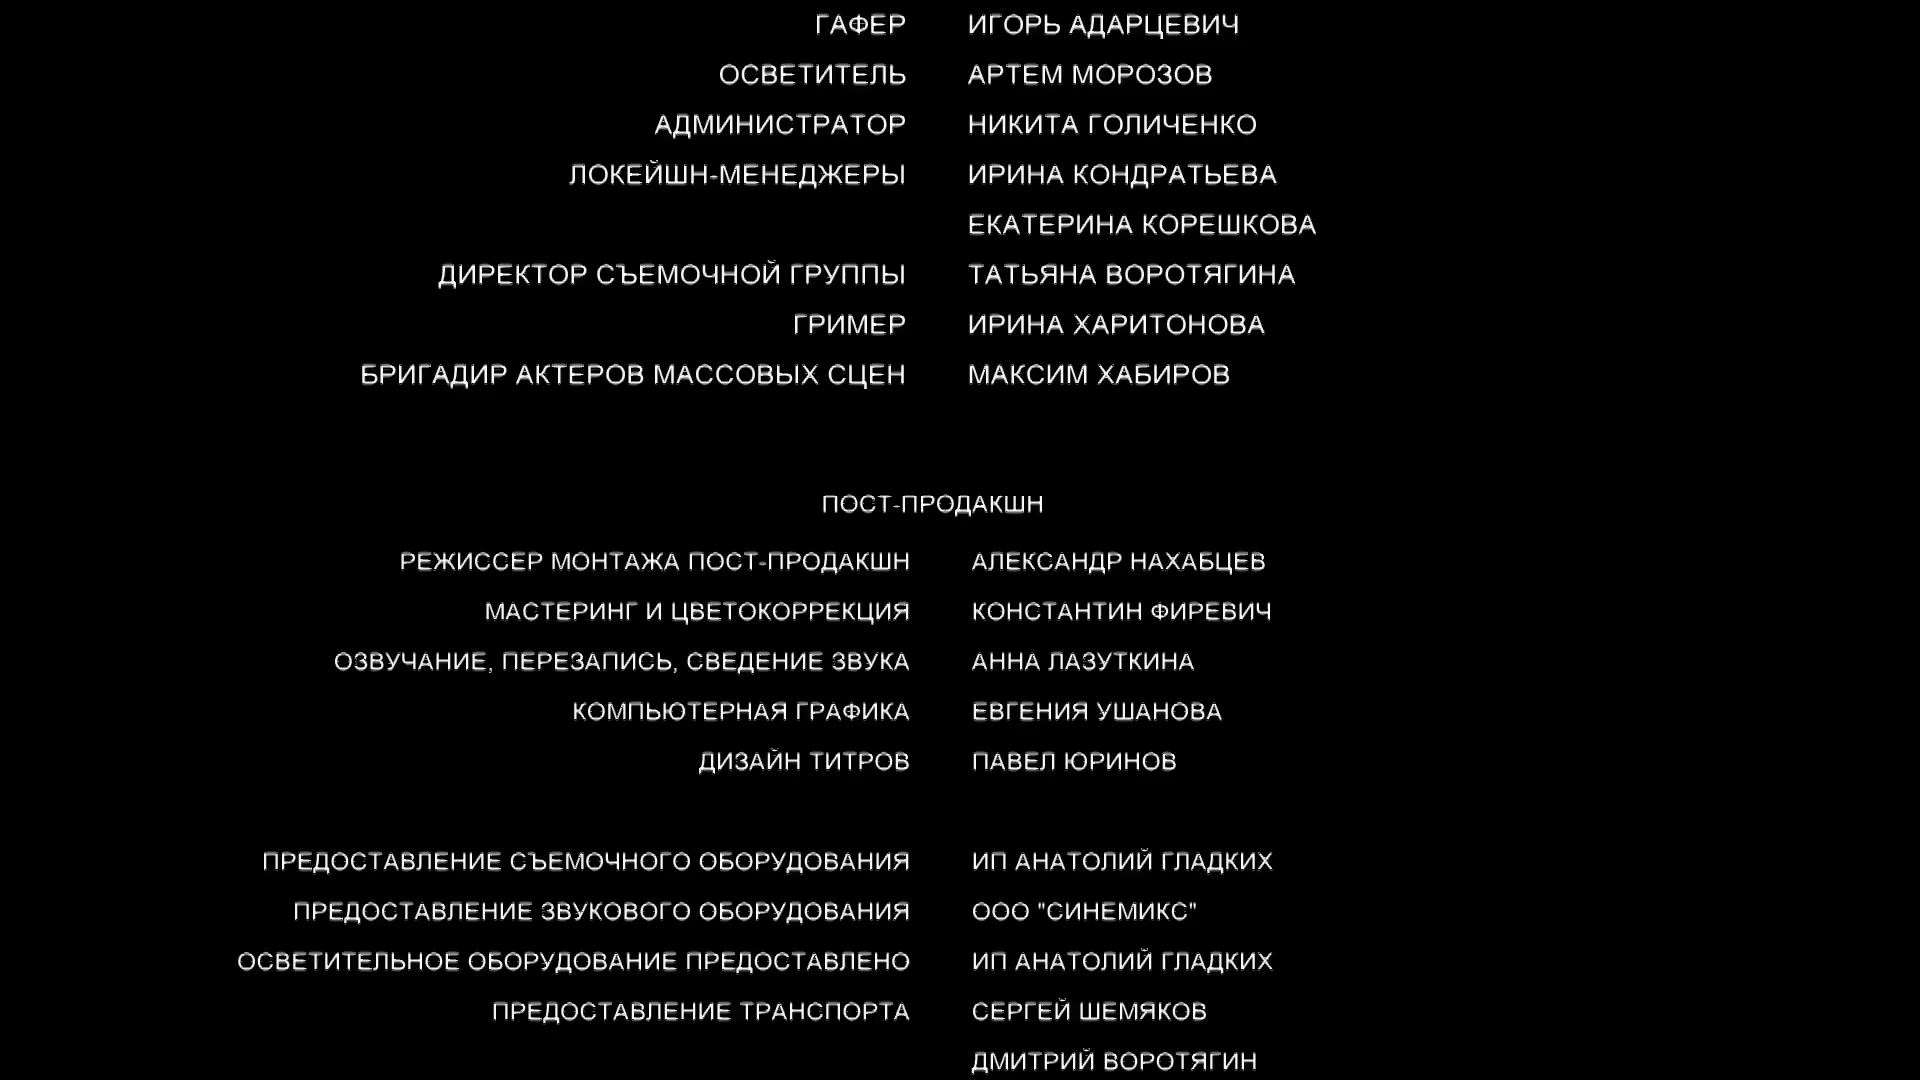 ГАФЕР ИГОРЬ АДАРЦЕВИЧ
ОСВЕТИТЕЛЬ АРТЕМ МОРОЗОВ
АДМИНИСТРАТОР НИКИТА ГОЛИЧЕНКО
ЛОКЕЙШН-МЕНЕДЖЕРЫ ИРИНА КОНДРАТЬЕВА
ЕКАТЕРИНА КОРЕШКОВА
ДИРЕКТОР СЪЕМОЧНОЙ ГРУППЫ ТАТЬЯНА ВОРОТЯГИНА
ГРИМЕР ИРИНА ХАРИТОНОВА
БРИГАДИР АКТЕРОВ МАССОВЫХ СЦЕН МАКСИМ ХАБИРОВ
ПОСТ-ПРОДАКШН
РЕЖИССЕР МОНТАЖА ПОСТ-ПРОДАКШН АЛЕКСАНДР НАХАБЦЕВ
МАСТЕРИНГ И ЦВЕТОКОРРЕКЦИЯ КОНСТАНТИН ФИРЕВИЧ
ОЗВУЧАНИЕ, ПЕРЕЗАПИСЬ, СВЕДЕНИЕ ЗВУКА АННА ЛАЗУТКИНА
КОМПЬЮТЕРНАЯ ГРАФИКА ЕВГЕНИЯ УШАНОВА
ДИЗАЙН ТИТРОВ ПАВЕЛ ЮРИНОВ
ПРЕДОСТАВЛЕНИЕ СЪЕМОЧНОГО ОБОРУДОВАНИЯ ИП АНАТОЛИЙ ГЛАДКИХ
ПРЕДОСТАВЛЕНИЕ ЗВУКОВОГО ОБОРУДОВАНИЯ ООО "СИНЕМИКС"
ОСВЕТИТЕЛЬНОЕ ОБОРУДОВАНИЕ ПРЕДОСТАВЛЕНО ИП АНАТОЛИЙ ГЛАДКИХ
ПРЕДОСТАВЛЕНИЕ ТРАНСПОРТА СЕРГЕЙ ШЕМЯКОВ
ДМИТРИЙ ВОРОТЯГИН